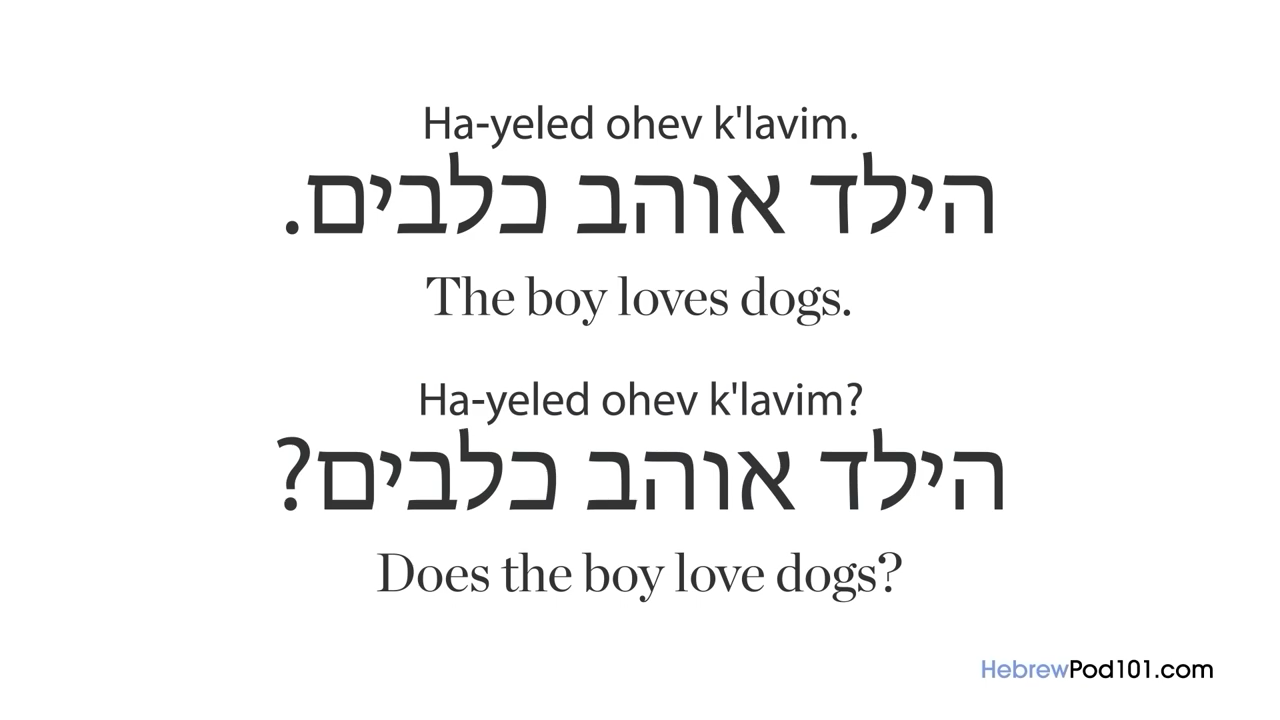 Ha-yeled ohev k'lavim.
הילד אוהב כלבים.
The boy loves dogs.
Ha-yeled ohev k'lavim?
הילד אוהב כלבים?
Does the boy love dogs?
HebrewPod101.com